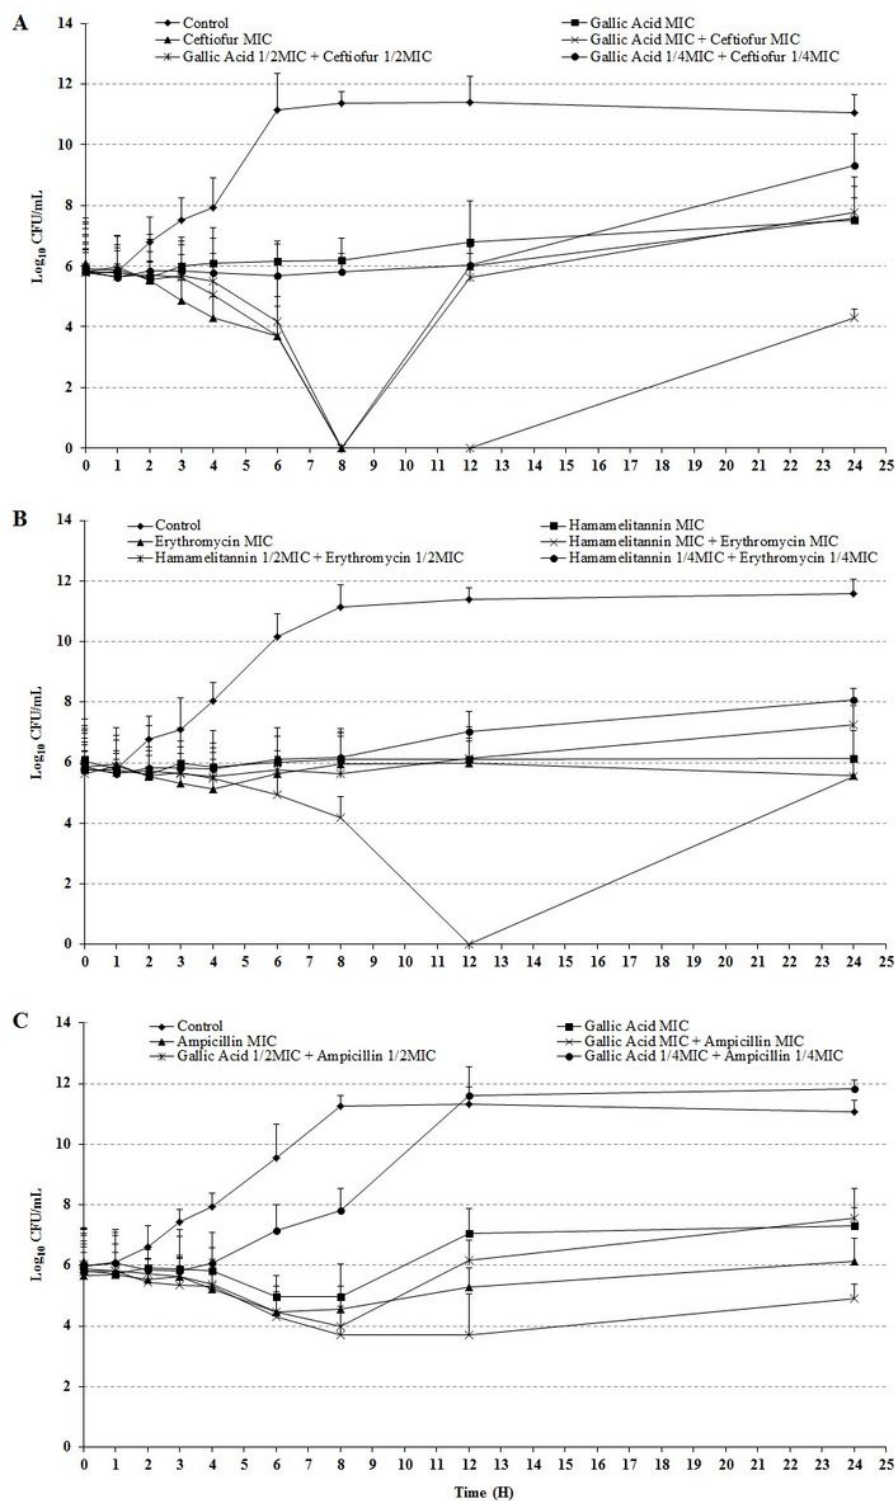 A
14
Control
Gallic Acid MIC
Ceftiofur MIC
Gallic Acid MIC + Ceftiofur MIC
Gallic Acid 1/2MIC + Ceftiofur 1/2MIC
Gallic Acid 1/4MIC + Ceftiofur 1/4MIC
12
10
8
6
4
2
0
Log10 CFU/mL
0 1 2 3 4 5 6 7 8 9 10 11 12 13 14 15 16 17 18 19 20 21 22 23 24 25
B
14
Control
Hamamelitannin MIC
Erythromycin MIC
Hamamelitannin MIC + Erythromycin MIC
Hamamelitannin 1/2MIC + Erythromycin 1/2MIC
Hamamelitannin 1/4MIC + Erythromycin 1/4MIC
12
10
8
6
4
2
0
Log10 CFU/mL
0 1 2 3 4 5 6 7 8 9 10 11 12 13 14 15 16 17 18 19 20 21 22 23 24 25
C
14
Control
Gallic Acid MIC
Ampicillin MIC
Gallic Acid MIC + Ampicillin MIC
Gallic Acid 1/2MIC + Ampicillin 1/2MIC
Gallic Acid 1/4MIC + Ampicillin 1/4MIC
12
10
8
6
4
2
0
Log10 CFU/mL
0 1 2 3 4 5 6 7 8 9 10 11 12 13 14 15 16 17 18 19 20 21 22 23 24 25
Time (H)